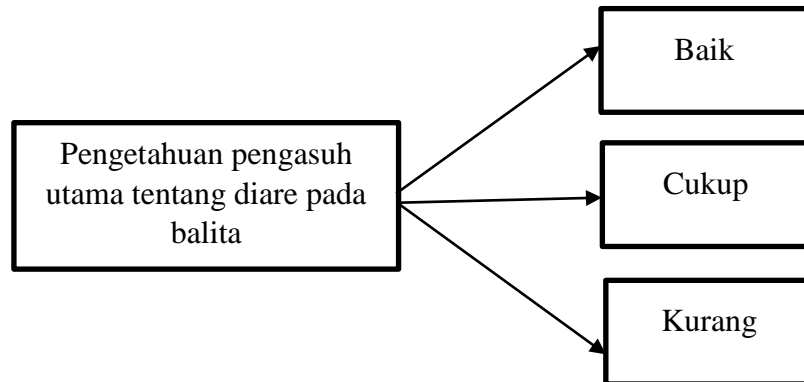 Baik
Pengetahuan pengasuh
utama tentang diare pada
balita
Cukup
Kurang